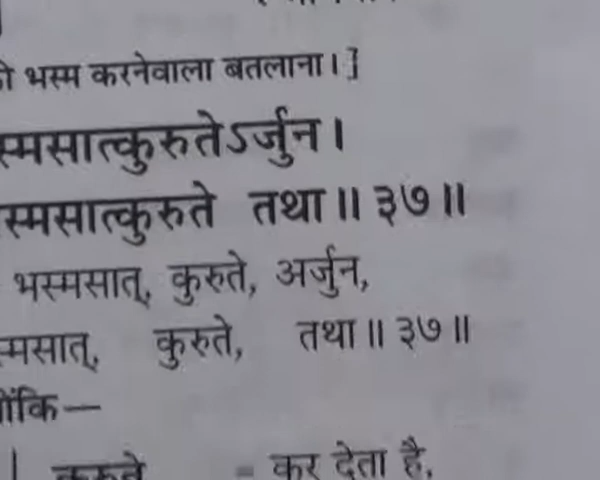 भस्म करनेवाला बतलाना।]
स्मसात्कुरुतेऽर्जुन।
स्मसात्कुरुते तथा॥ ३७॥
भस्मसात्, कुरुते, अर्जुन,
स्मसात्, कुरुते, तथा॥ ३७॥
ोंकि—
| कुरुते = कर देता है,